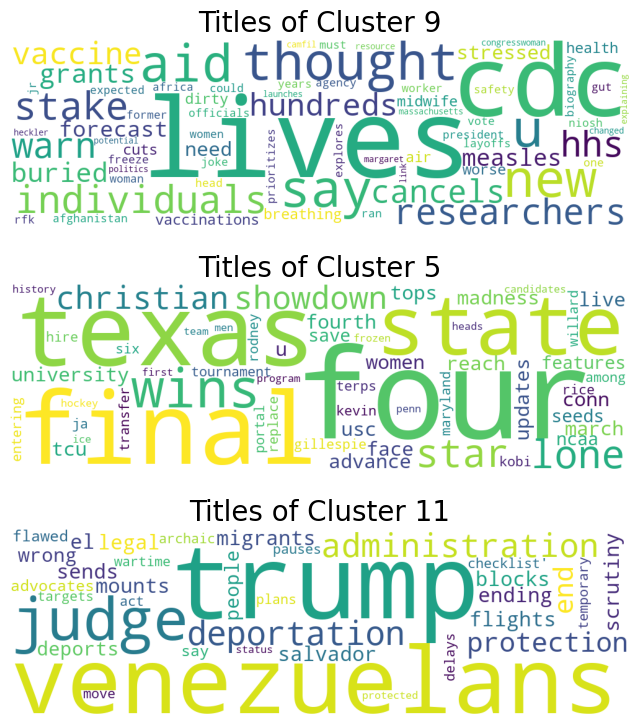 Titles of Cluster 9
vaccine aid thought stressed congresswoman health
camfil must resource
grants jr expected africa could years agency worker safety biography gut explaining
stake former dirty hundreds midwife cdc
forecast officials launches massachusetts vote niosh changed
heckler potential women explores president layoffs
warn cuts need lives u hhs
freeze joke prioritizes margaret air measles one
buried politics woman say link worse new
individuals head cancels
rfk afghanistan vaccinations breathing ran researchers
Titles of Cluster 5
history christian showdown tops madness candidates live
texas state willard
hire team men rodney fourth frozen heads
six save
u women reach features
university first tournament wins four among
entering hockey program terps updates rice conn
transfer portal replace kevin penn maryland seeds
final ja usc star ncaa march
tcu ice gillespie face kobi lone
advance
Titles of Cluster 11
flawed el legal archaic migrants pauses administration scrutiny
wrong wartime people trump checklist'
sends mounts blocks end temporary
advocates
judge targets act plans ending
deportation flights
deports say status salvador delays protection
venezuelans
move protected